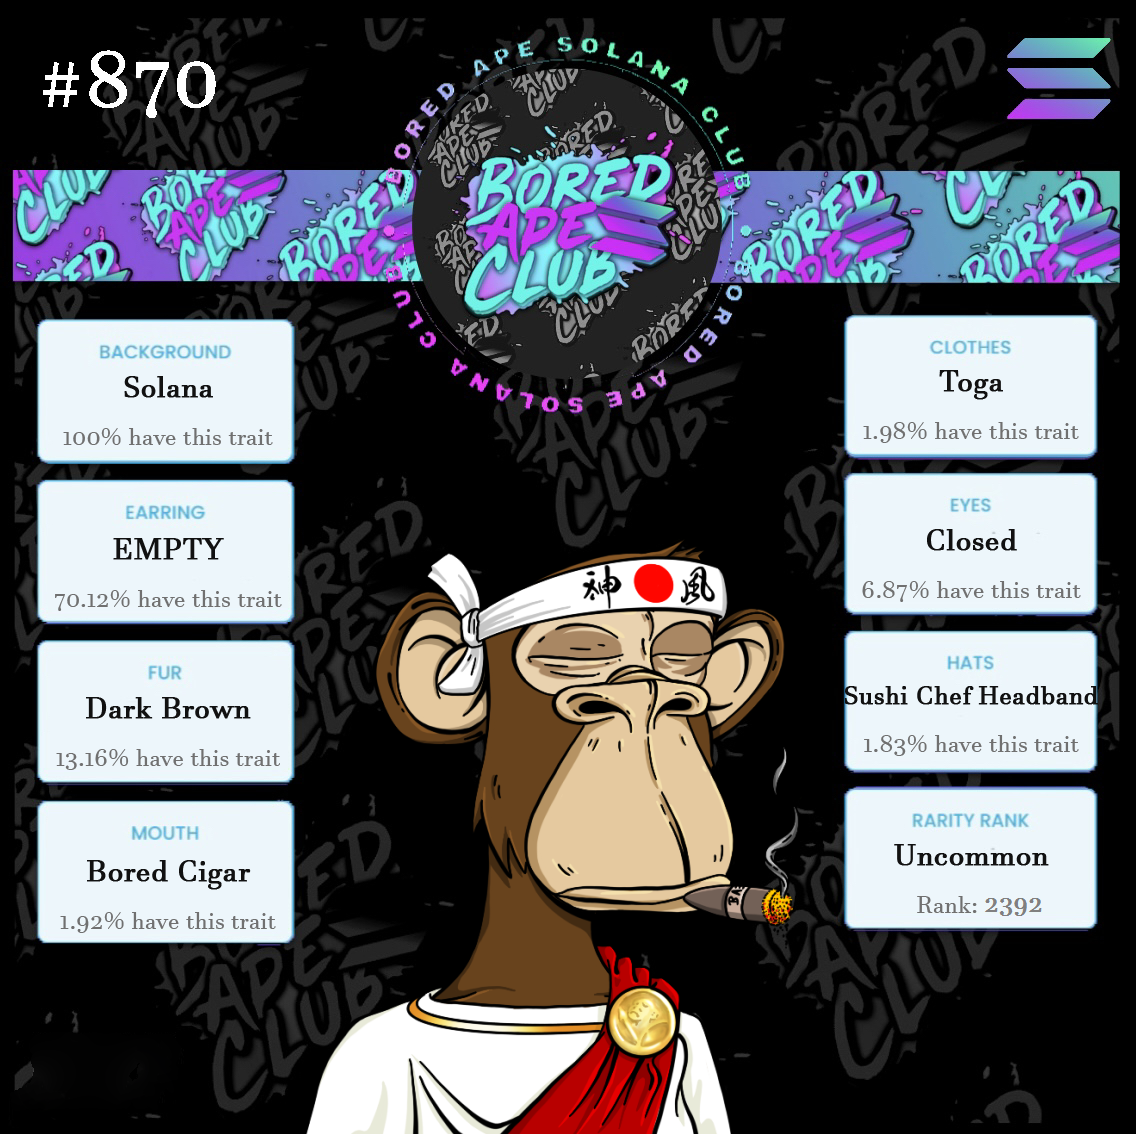 #870
BORED APE SOLANA CLUB
BORED APE SOLANA CLUB
BORED
APE
CLUB
BACKGROUND
Solana
100% have this trait
EARRING
EMPTY
70.12% have this trait
FUR
Dark Brown
13.16% have this trait
MOUTH
Bored Cigar
1.92% have this trait
CLOTHES
Toga
1.98% have this trait
EYES
Closed
6.87% have this trait
HATS
Sushi Chef Headband
1.83% have this trait
RARITY RANK
Uncommon
Rank: 2392
神 風